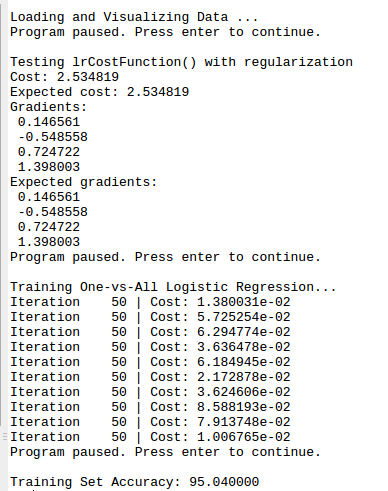 Loading and Visualizing Data ...
Program paused. Press enter to continue.

Testing lrCostFunction() with regularization
Cost: 2.534819
Expected cost: 2.534819
Gradients:
 0.146561
 -0.548558
 0.724722
 1.398003
Expected gradients:
 0.146561
 -0.548558
 0.724722
 1.398003
Program paused. Press enter to continue.

Training One-vs-All Logistic Regression...
Iteration    50 | Cost: 1.380031e-02
Iteration    50 | Cost: 5.725254e-02
Iteration    50 | Cost: 6.294774e-02
Iteration    50 | Cost: 3.636478e-02
Iteration    50 | Cost: 6.184945e-02
Iteration    50 | Cost: 2.172878e-02
Iteration    50 | Cost: 3.624606e-02
Iteration    50 | Cost: 8.588193e-02
Iteration    50 | Cost: 7.913748e-02
Iteration    50 | Cost: 1.006765e-02
Program paused. Press enter to continue.

Training Set Accuracy: 95.040000